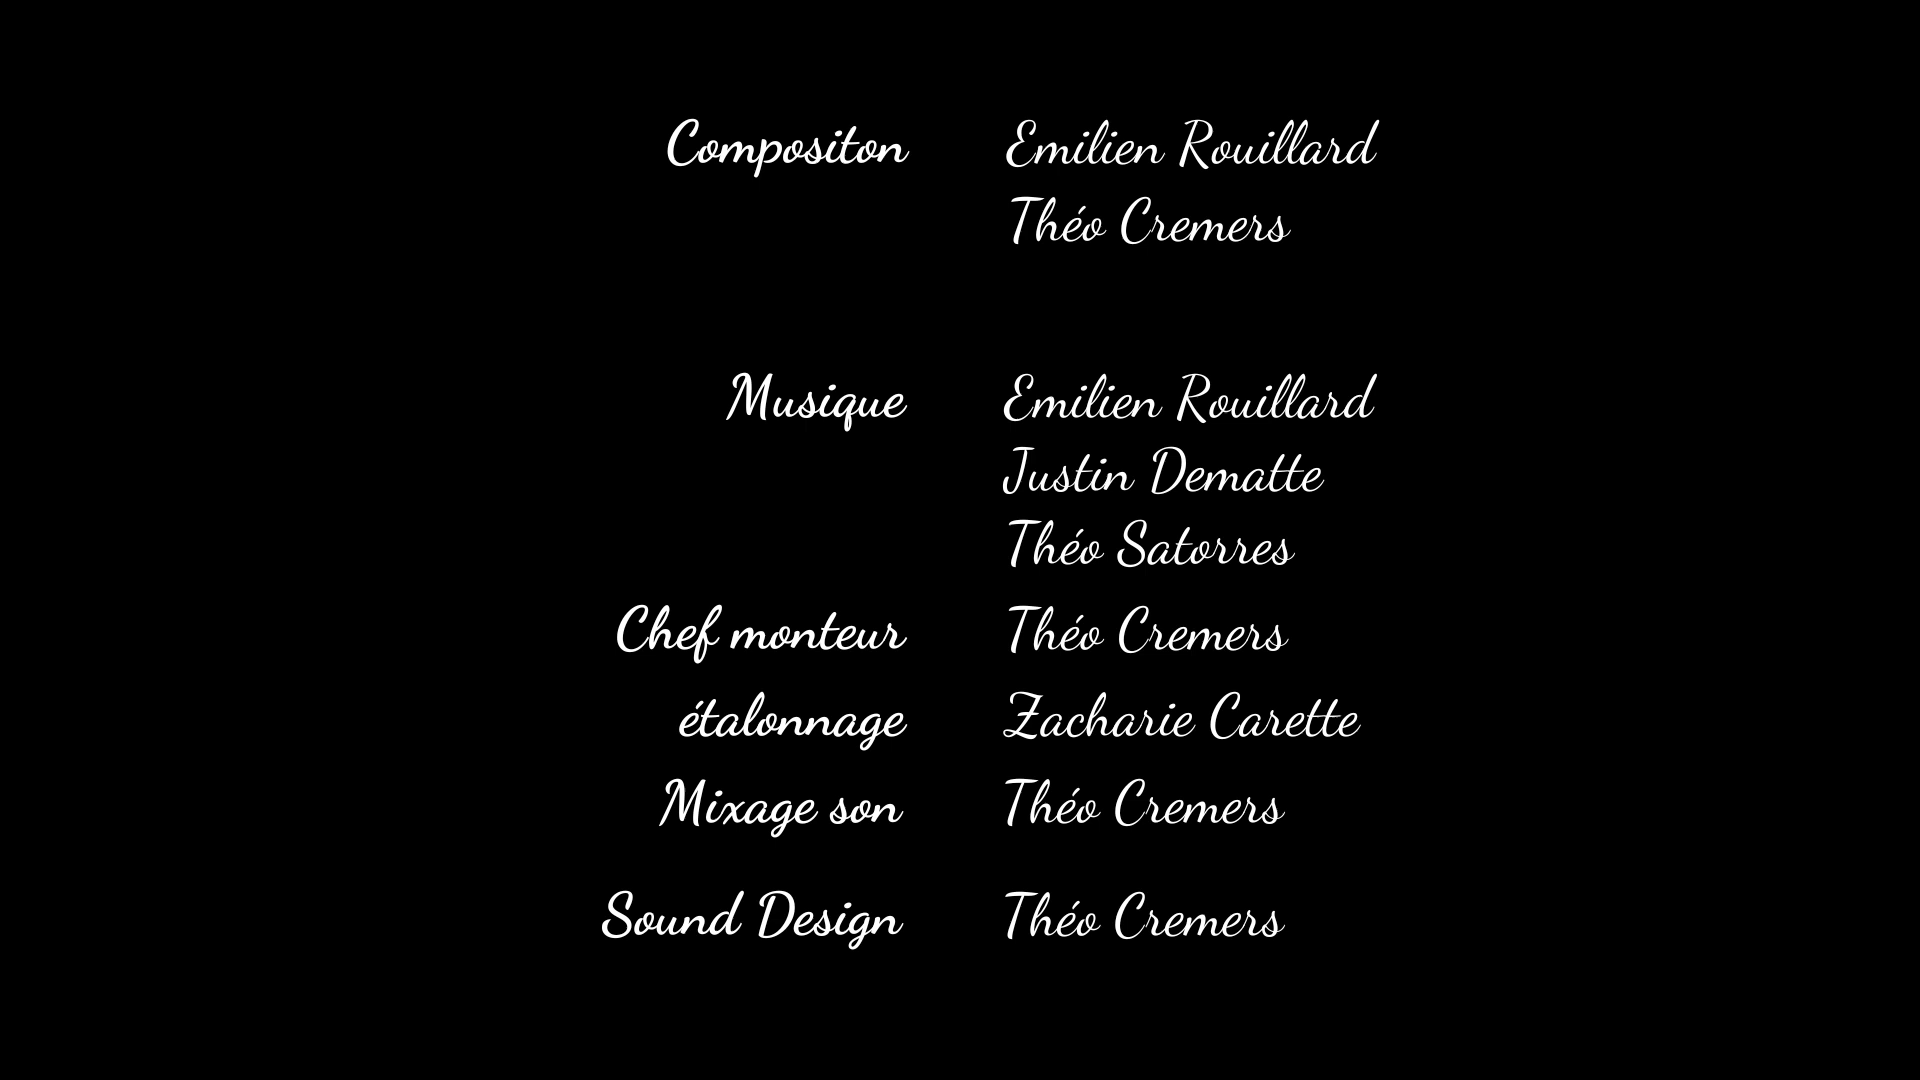 Compositon Emilien Rouillard
Théo Cremers
Musique Emilien Rouillard
Justin Dematte
Théo Satorres
Chef monteur Théo Cremers
étalonnage Zacharie Carette
Mixage son Théo Cremers
Sound Design Théo Cremers